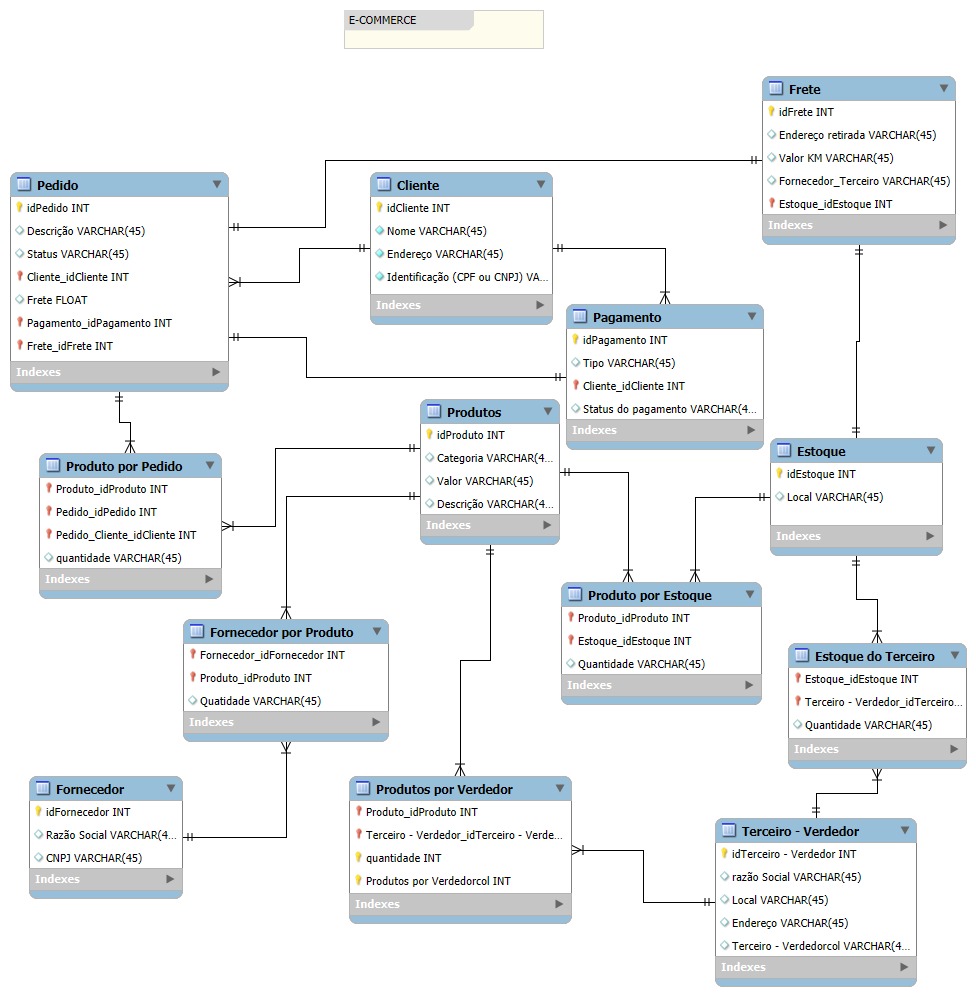 E-COMMERCE
Frete
idFrete INT
Endereço retirada VARCHAR(45)
Valor KM VARCHAR(45)
Fornecedor_Terceiro VARCHAR(45)
Estoque_idEstoque INT
Indexes
Pedido
idPedido INT
Descrição VARCHAR(45)
Status VARCHAR(45)
Cliente_idCliente INT
Frete FLOAT
Pagamento_idPagamento INT
Frete_idFrete INT
Indexes
Cliente
idCliente INT
Nome VARCHAR(45)
Endereço VARCHAR(45)
Identificação (CPF ou CNPJ) VA...
Indexes
Pagamento
idPagamento INT
Tipo VARCHAR(45)
Cliente_idCliente INT
Status do pagamento VARCHAR(4...
Indexes
Produtos
idProduto INT
Categoria VARCHAR(4...
Valor VARCHAR(45)
Descrição VARCHAR(4...
Indexes
Estoque
idEstoque INT
Local VARCHAR(45)
Indexes
Produto por Pedido
Produto_idProduto INT
Pedido_idPedido INT
Pedido_Cliente_idCliente INT
quantidade VARCHAR(45)
Indexes
Produto por Estoque
Produto_idProduto INT
Estoque_idEstoque INT
Quantidade VARCHAR(45)
Indexes
Fornecedor por Produto
Fornecedor_idFornecedor INT
Produto_idProduto INT
Quatidade VARCHAR(45)
Indexes
Estoque do Terceiro
Estoque_idEstoque INT
Terceiro - Verdedor_idTerceiro...
Quantidade VARCHAR(45)
Indexes
Fornecedor
idFornecedor INT
Razão Social VARCHAR(4...
CNPJ VARCHAR(45)
Indexes
Produtos por Verdedor
Produto_idProduto INT
Terceiro - Verdedor_idTerceiro - Verde...
quantidade INT
Produtos por Verdedorcol INT
Indexes
Terceiro - Verdedor
idTerceiro - Verdedor INT
razão Social VARCHAR(45)
Local VARCHAR(45)
Endereço VARCHAR(45)
Terceiro - Verdedorcol VARCHAR(4...
Indexes